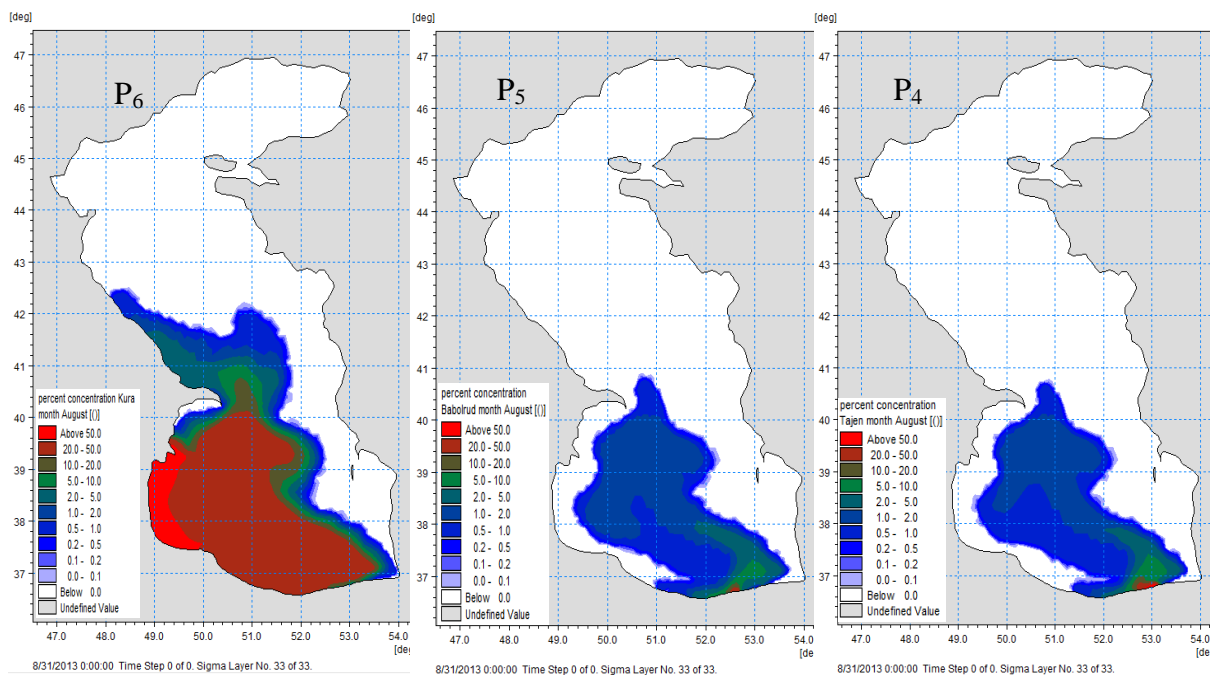 [deg]
P6
47
46
45
44
43
42
41
40
39
38
37
percent concentration Kura
month August [()]
Above 50.0
20.0 - 50.0
10.0 - 20.0
5.0 - 10.0
2.0 - 5.0
1.0 - 2.0
0.5 - 1.0
0.2 - 0.5
0.1 - 0.2
0.0 - 0.1
Below 0.0
Undefined Value
47.0 48.0 49.0 50.0 51.0 52.0 53.0 54.0
[de
8/31/2013 0:00:00 Time Step 0 of 0. Sigma Layer No. 33 of 33.
[deg]
P5
47
46
45
44
43
42
41
40
39
38
37
percent concentration
Babolrud month August [()]
Above 50.0
20.0 - 50.0
10.0 - 20.0
5.0 - 10.0
2.0 - 5.0
1.0 - 2.0
0.5 - 1.0
0.2 - 0.5
0.1 - 0.2
0.0 - 0.1
Below 0.0
Undefined Value
47.0 48.0 49.0 50.0 51.0 52.0 53.0 54.0
[de
8/31/2013 0:00:00 Time Step 0 of 0. Sigma Layer No. 33 of 33.
[deg]
P4
47
46
45
44
43
42
41
40
39
38
37
percent concentration
Tajen month August [()]
Above 50.0
20.0 - 50.0
10.0 - 20.0
5.0 - 10.0
2.0 - 5.0
1.0 - 2.0
0.5 - 1.0
0.2 - 0.5
0.1 - 0.2
0.0 - 0.1
Below 0.0
Undefined Value
47.0 48.0 49.0 50.0 51.0 52.0 53.0 54.0
[de
8/31/2013 0:00:00 Time Step 0 of 0. Sigma Layer No. 33 of 33.